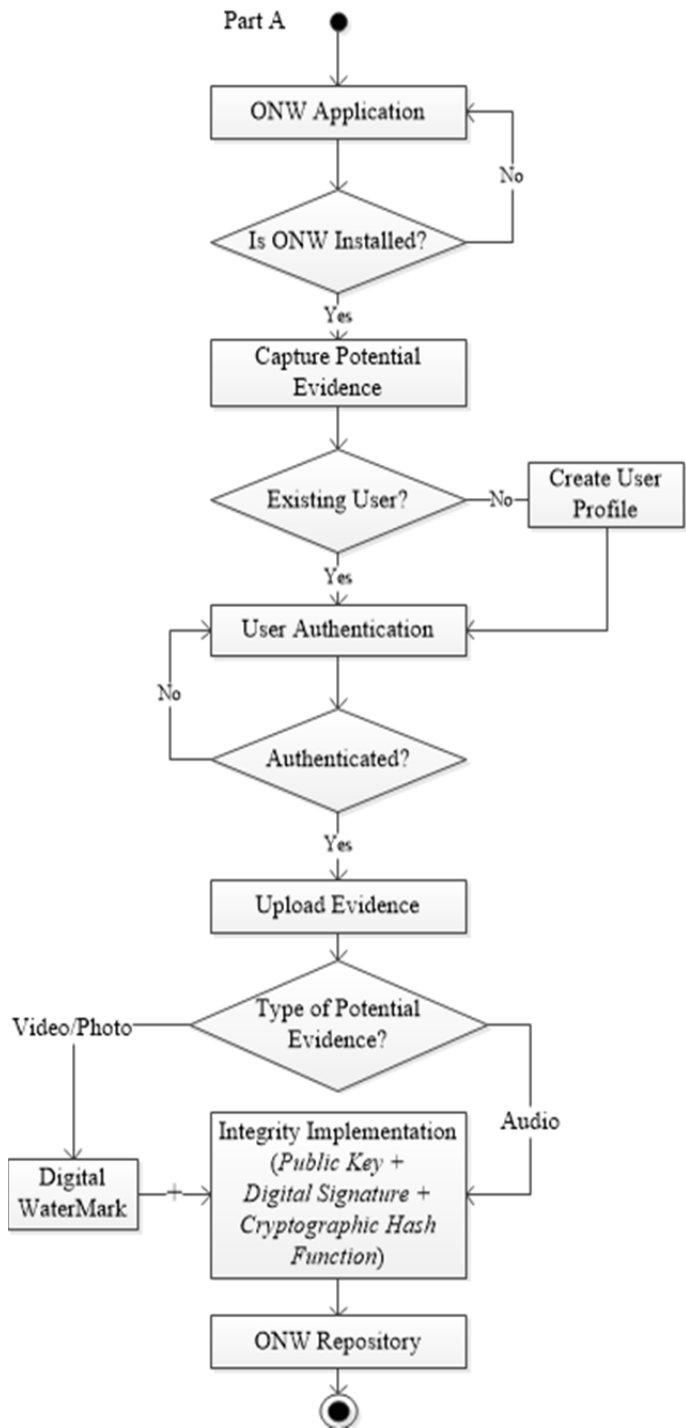 Part A
ONW Application
No
Is ONW Installed?
Yes
Capture Potential
Evidence
Existing User?
No
Create User
Profile
Yes
User Authentication
No
Authenticated?
Yes
Upload Evidence
Type of Potential
Evidence?
Video/Photo
Audio
Digital
WaterMark
+
Integrity Implementation
(Public Key +
Digital Signature +
Cryptographic Hash
Function)
ONW Repository